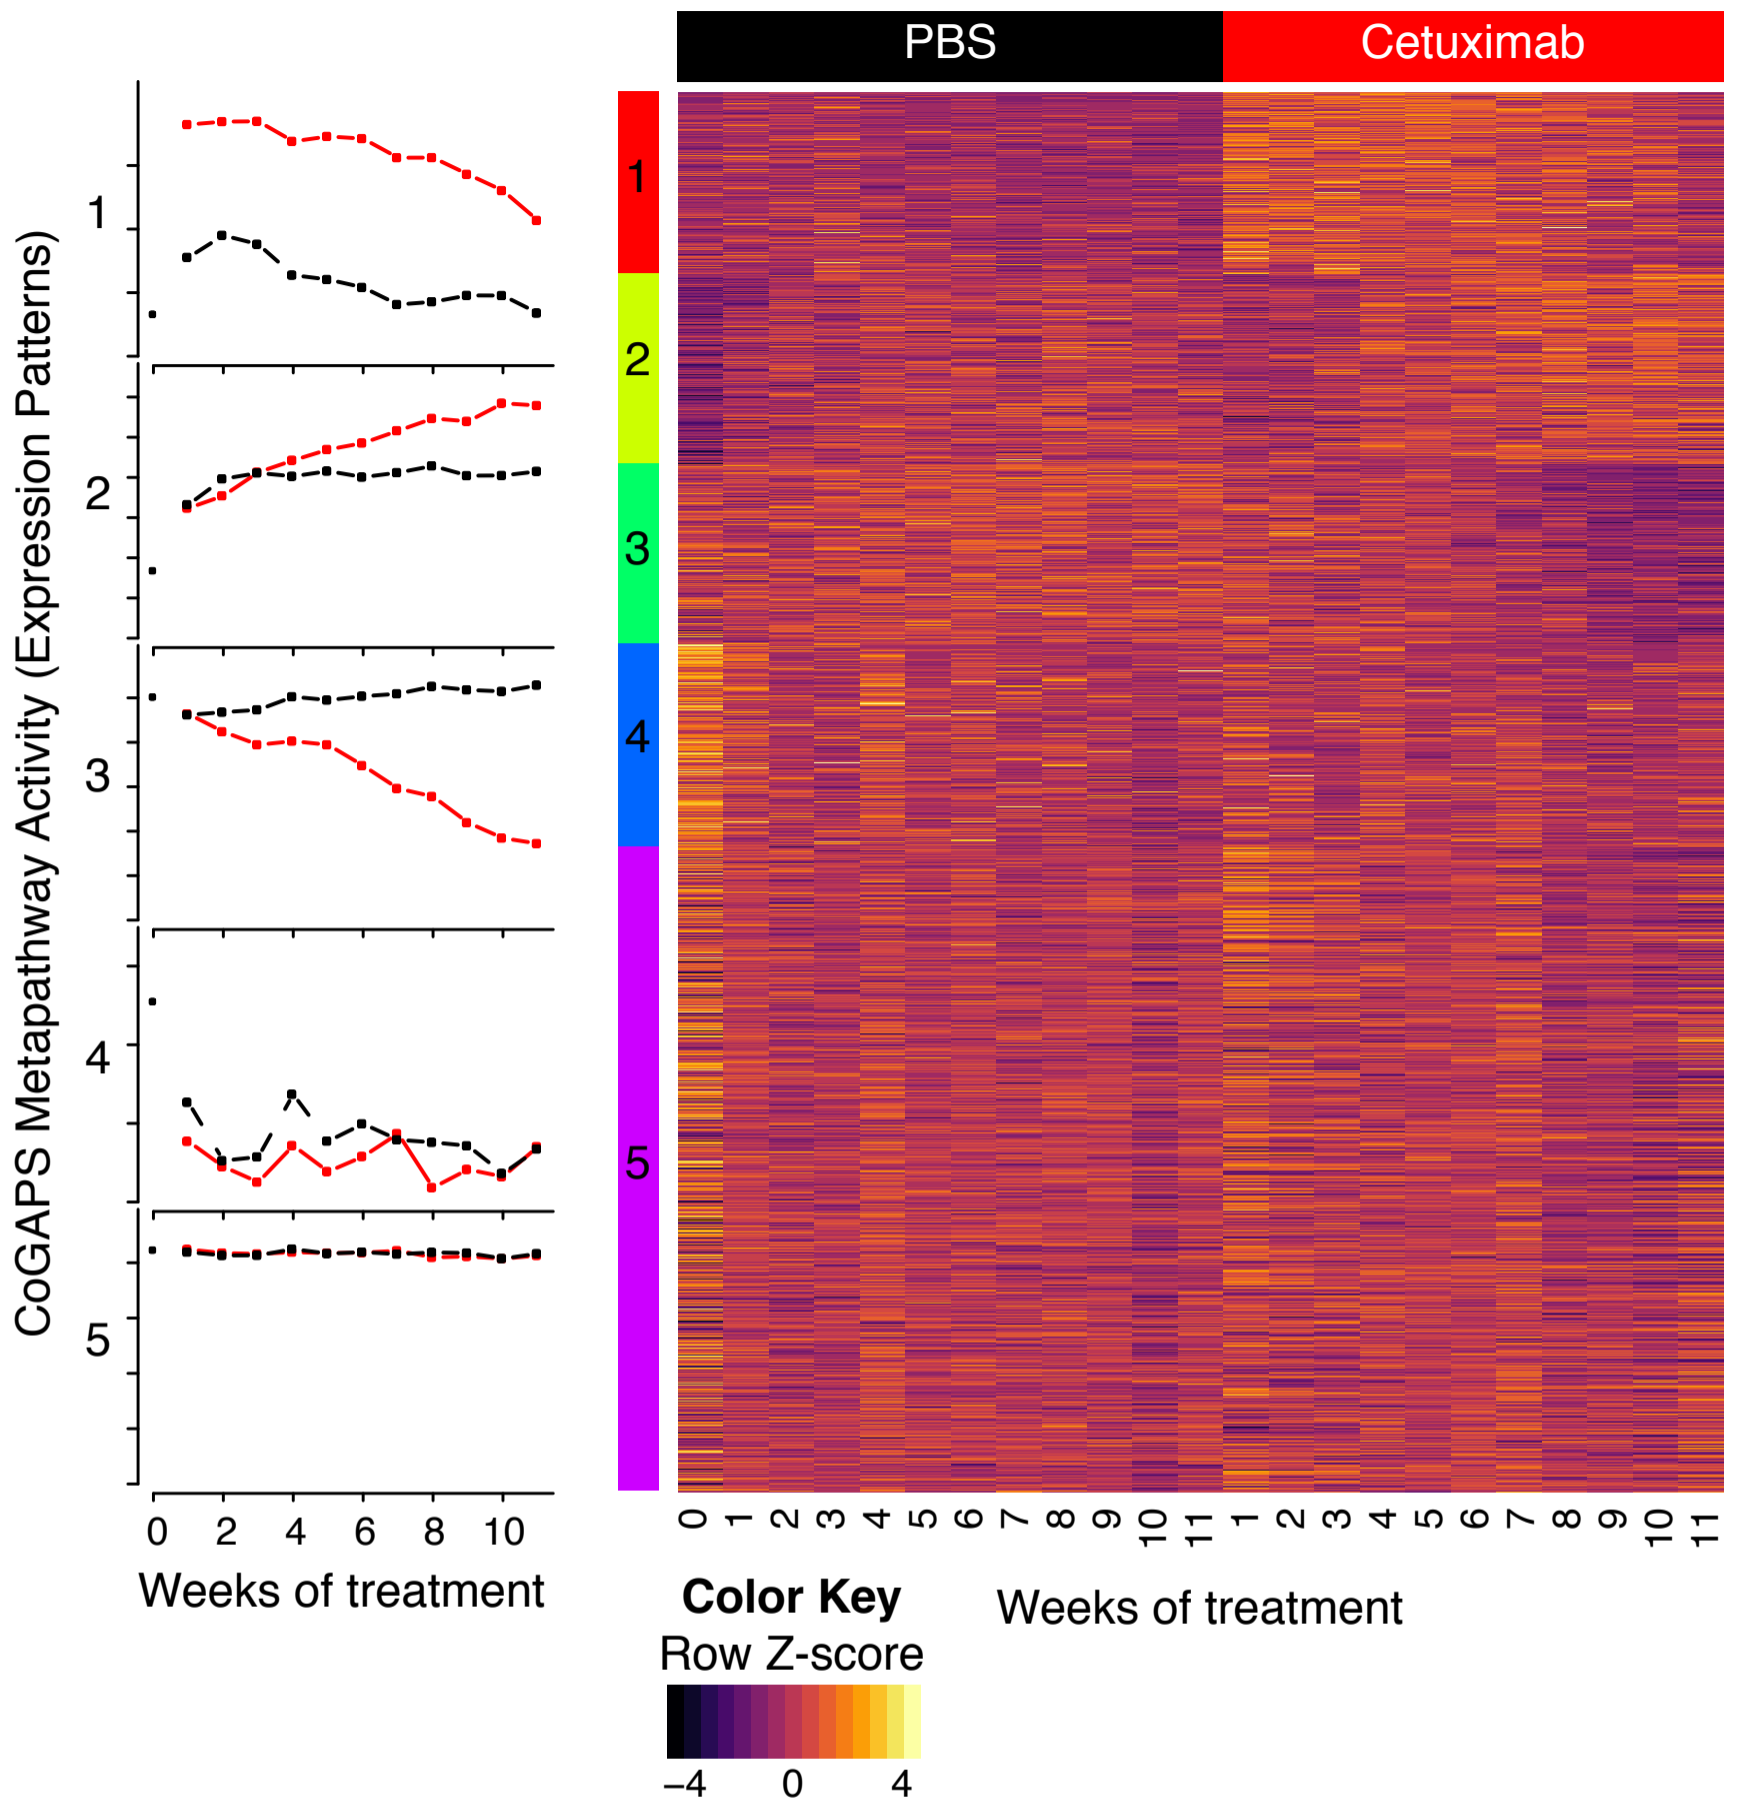 PBS Cetuximab
CoGAPS Metapathway Activity (Expression Patterns)
1
2
3
4
5
0 2 4 6 8 10
Weeks of treatment
1
2
3
4
5
0 1 2 3 4 5 6 7 8 9 10 11 1 2 3 4 5 6 7 8 9 10 11
Weeks of treatment
Color Key
Row Z-score
−4 0 4